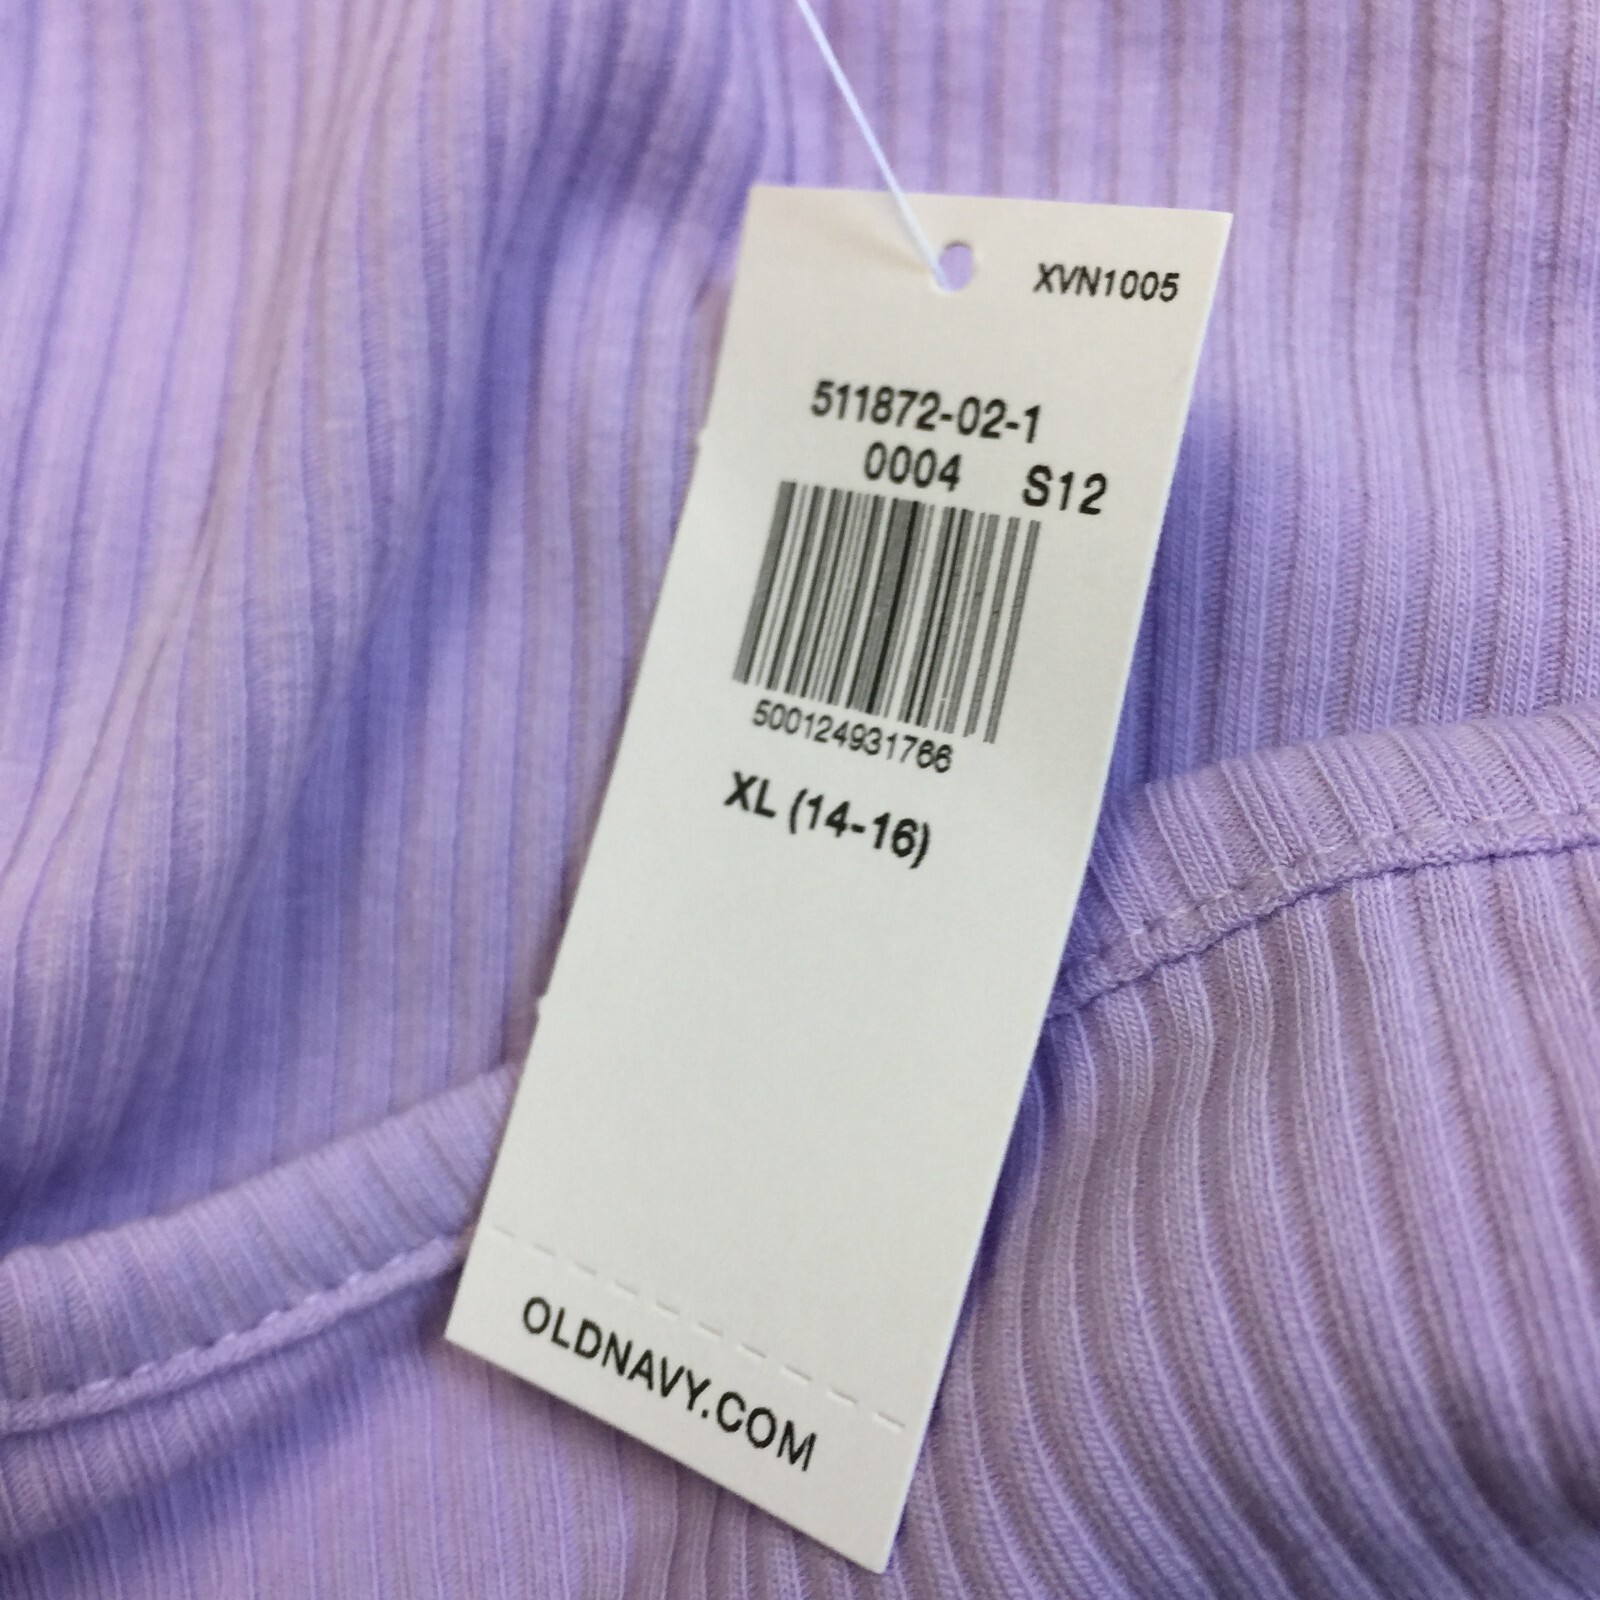 XVN1005
511872-02-1
0004 S12
500124931766
XL (14-16)
OLDNAVY.COM